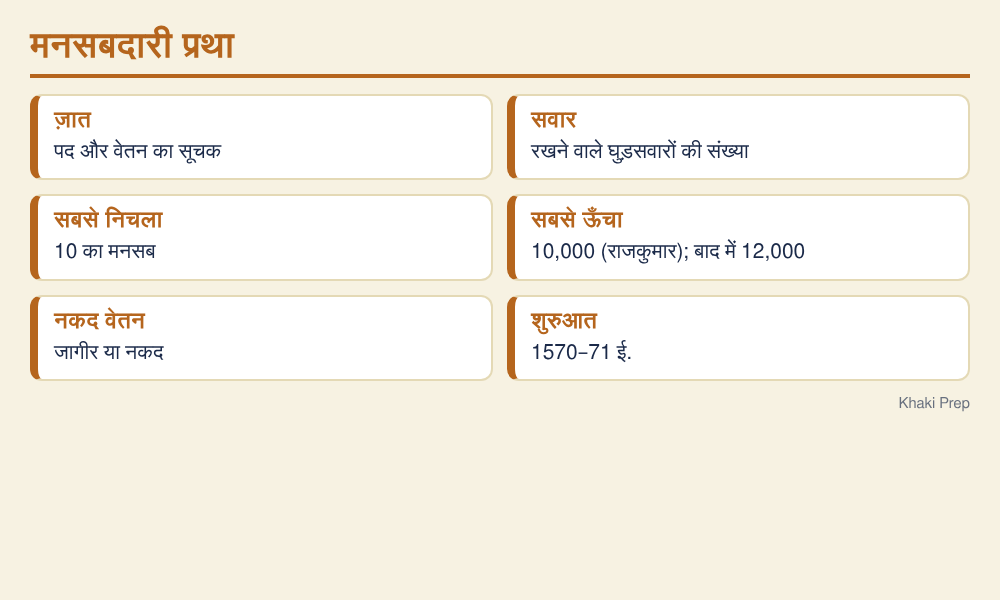 मनसबदारी प्रथा
ज़ात
पद और वेतन का सूचक
सवार
रखने वाले घुड़सवारों की संख्या
सबसे निचला
10 का मनसब
सबसे ऊँचा
10,000 (राजकुमार); बाद में 12,000
नकद वेतन
जागीर या नकद
शुरुआत
1570–71 ई.
Khaki Prep